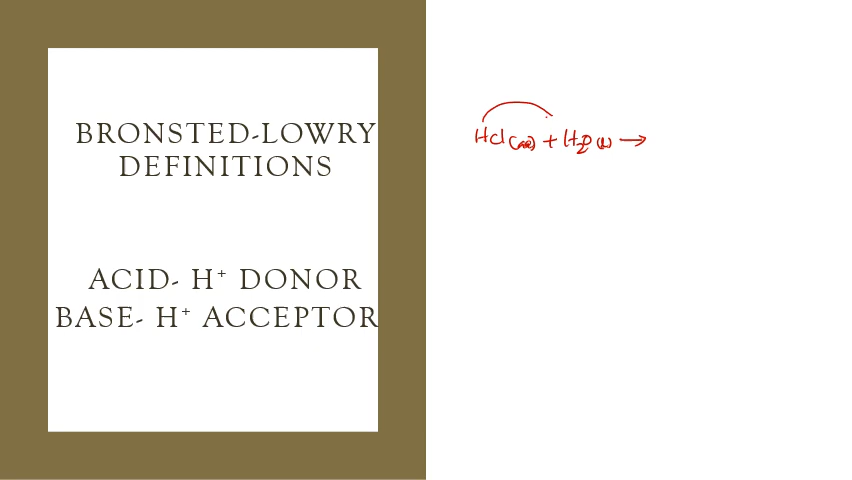 BRONSTED-LOWRY
DEFINITIONS
ACID- H⁺ DONOR
BASE- H⁺ ACCEPTOR
HCl(aq) + H₂O(l) →